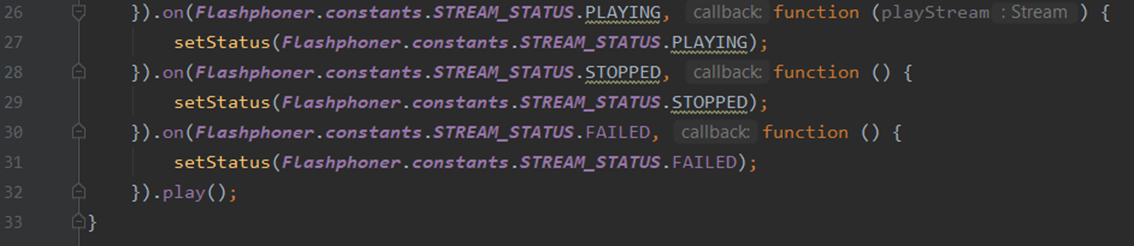 26 }).on(Flashphoner.constants.STREAM_STATUS.PLAYING, callback: function (playStream : Stream ) {
27 setStatus(Flashphoner.constants.STREAM_STATUS.PLAYING);
28 }).on(Flashphoner.constants.STREAM_STATUS.STOPPED, callback: function () {
29 setStatus(Flashphoner.constants.STREAM_STATUS.STOPPED);
30 }).on(Flashphoner.constants.STREAM_STATUS.FAILED, callback: function () {
31 setStatus(Flashphoner.constants.STREAM_STATUS.FAILED);
32 }).play();
33 }